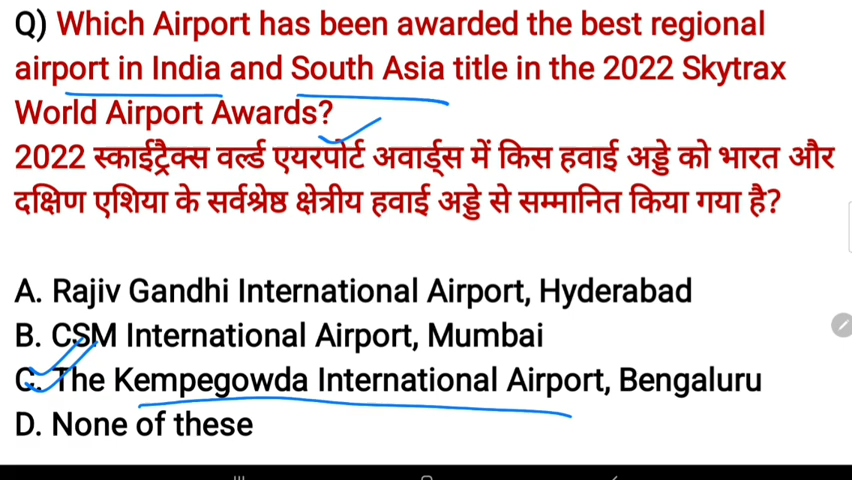 Q) Which Airport has been awarded the best regional
airport in India and South Asia title in the 2022 Skytrax
World Airport Awards?
2022 स्काईट्रैक्स वर्ल्ड एयरपोर्ट अवार्ड्स में किस हवाई अड्डे को भारत और
दक्षिण एशिया के सर्वश्रेष्ठ क्षेत्रीय हवाई अड्डे से सम्मानित किया गया है?
A. Rajiv Gandhi International Airport, Hyderabad
B. CSM International Airport, Mumbai
C. The Kempegowda International Airport, Bengaluru
D. None of these